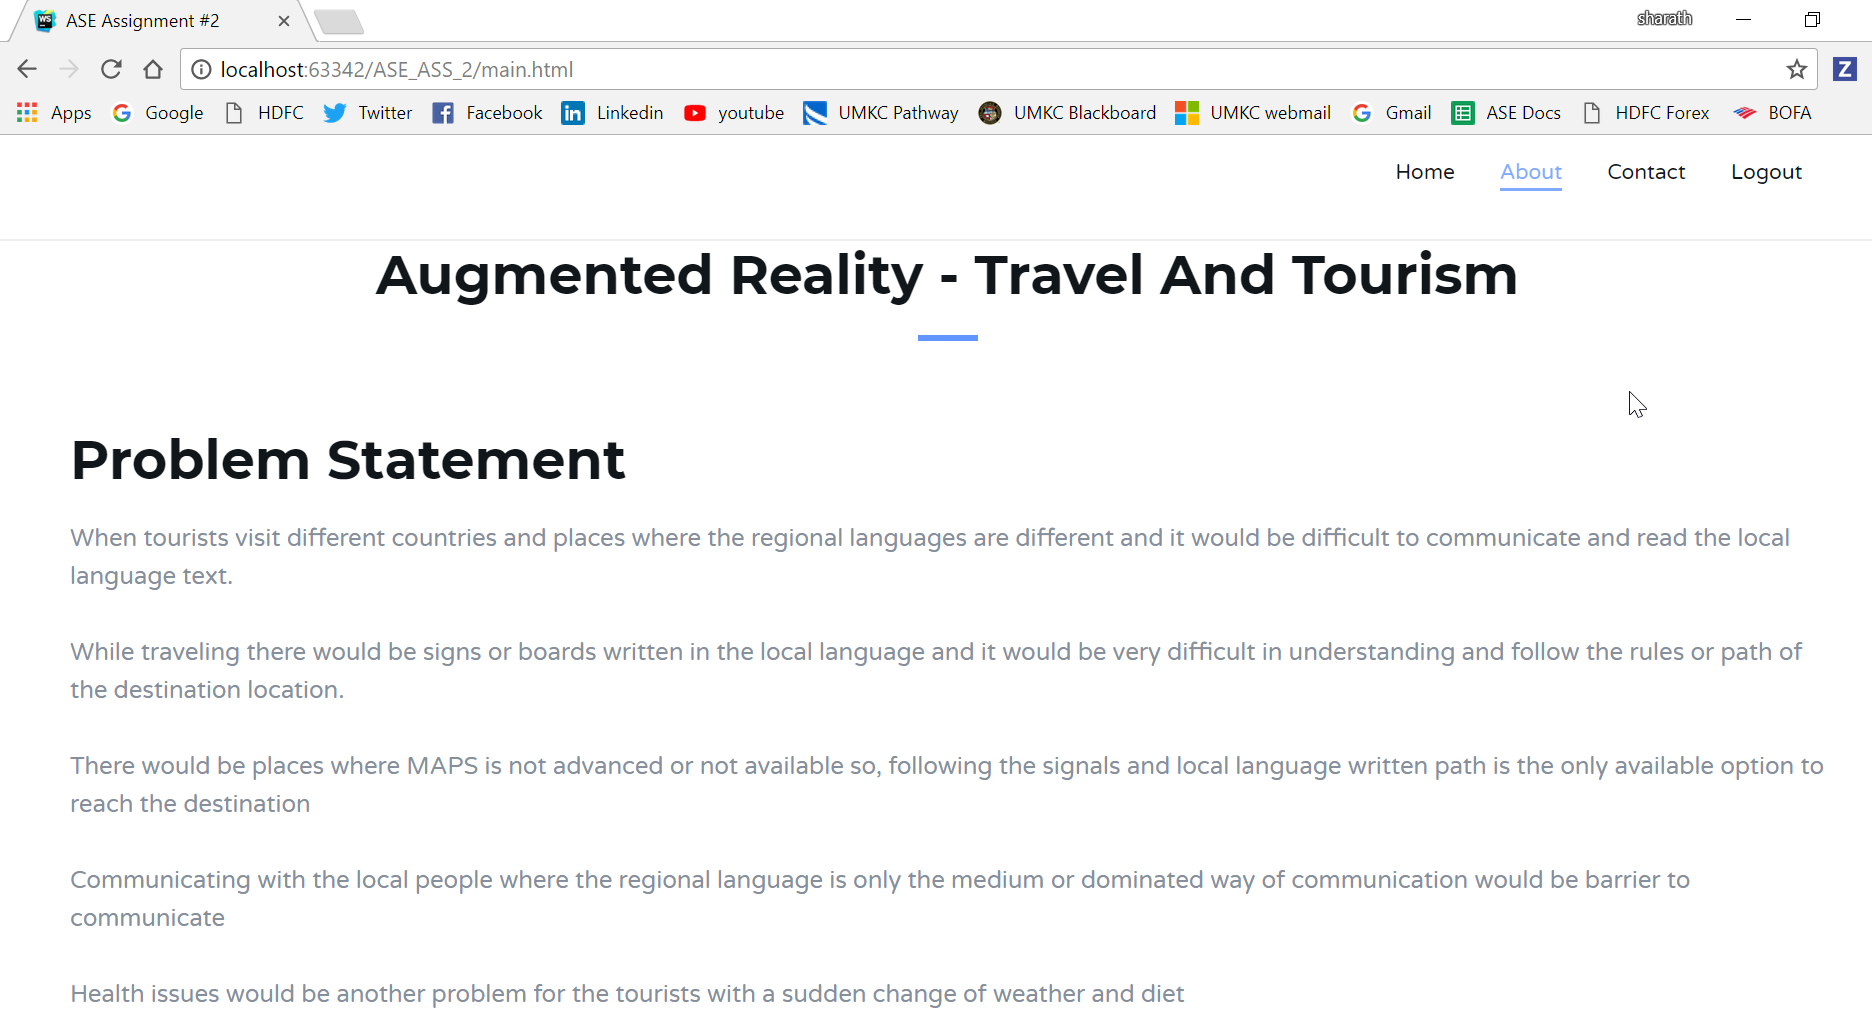 ASE Assignment #2
sharath
localhost:63342/ASE_ASS_2/main.html
Z
Apps Google HDFC Twitter Facebook Linkedin youtube UMKC Pathway UMKC Blackboard UMKC webmail Gmail ASE Docs HDFC Forex BOFA
Home About Contact Logout
Augmented Reality - Travel And Tourism
Problem Statement
When tourists visit different countries and places where the regional languages are different and it would be difficult to communicate and read the local
language text.
While traveling there would be signs or boards written in the local language and it would be very difficult in understanding and follow the rules or path of
the destination location.
There would be places where MAPS is not advanced or not available so, following the signals and local language written path is the only available option to
reach the destination
Communicating with the local people where the regional language is only the medium or dominated way of communication would be barrier to
communicate
Health issues would be another problem for the tourists with a sudden change of weather and diet